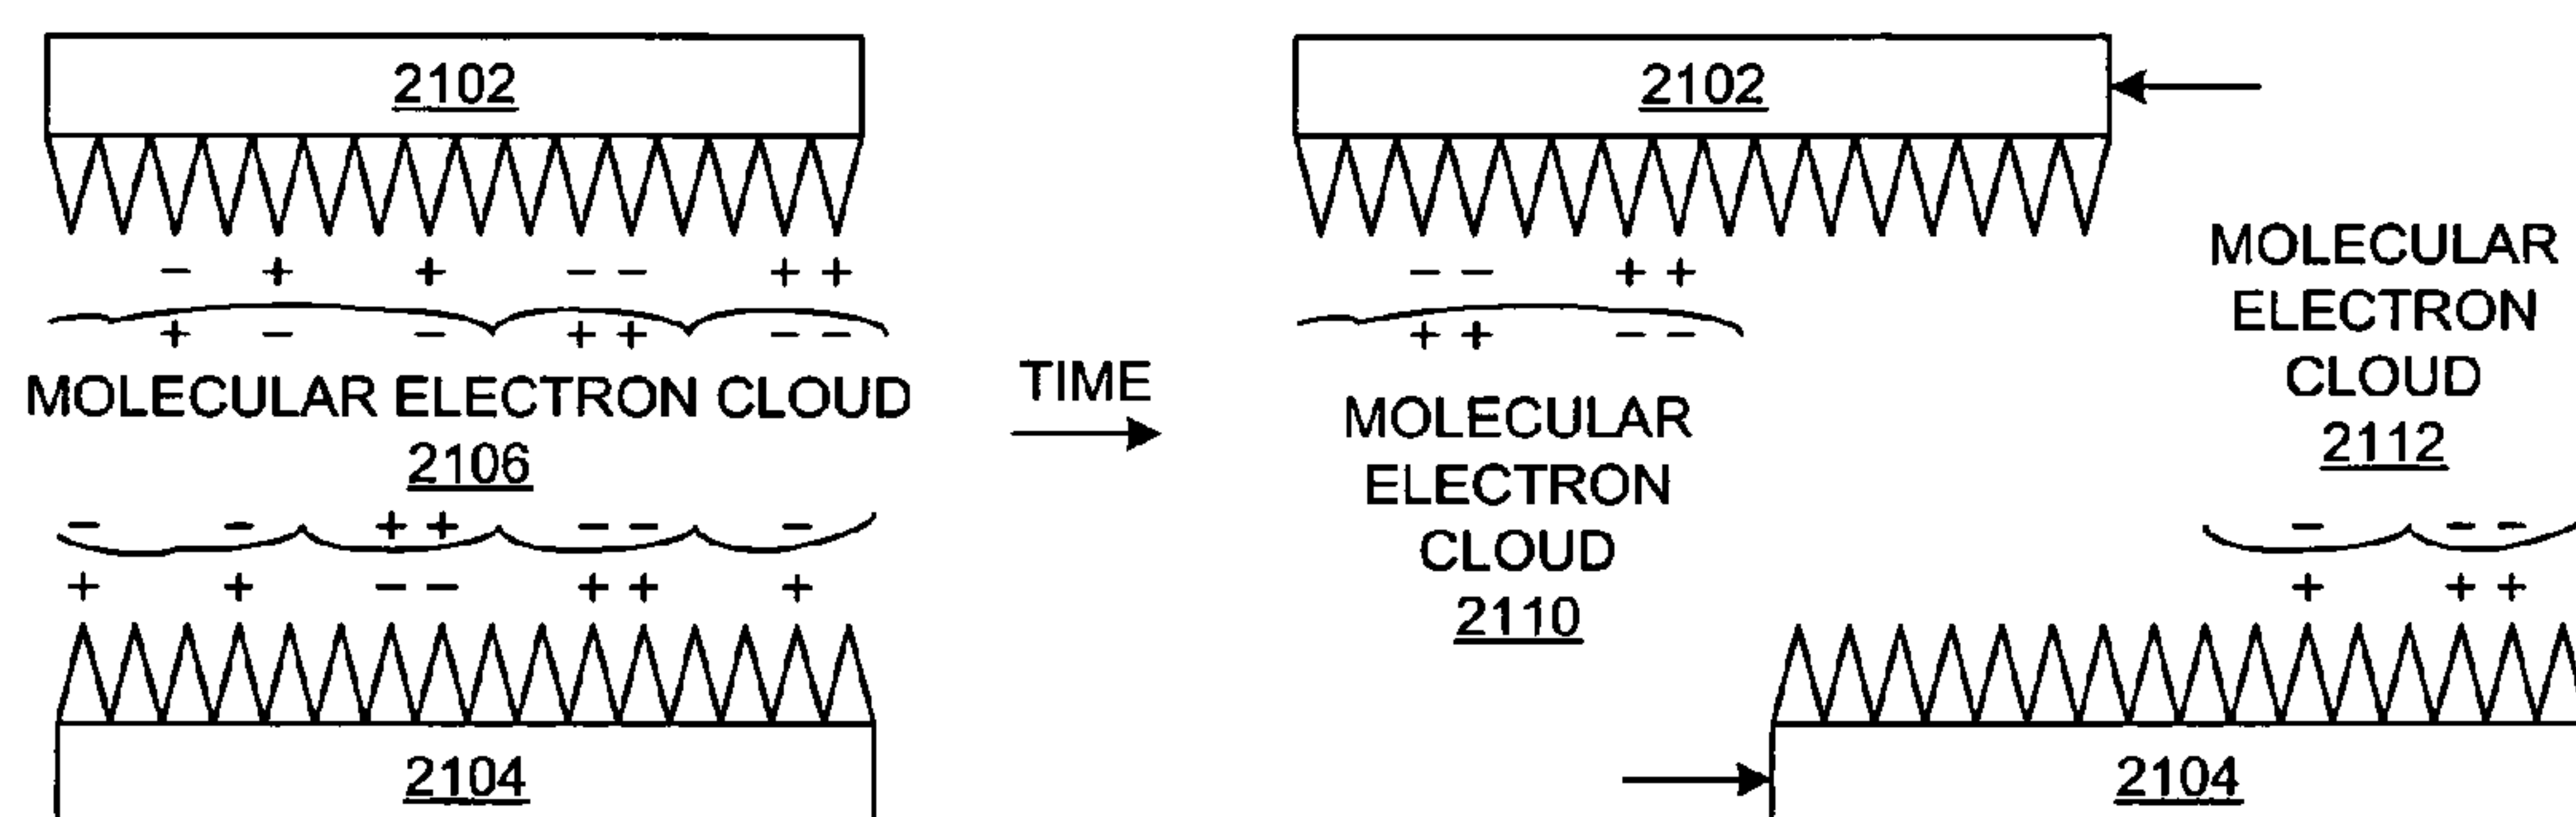 2102
− + + − − + +
+ − − + + − −
MOLECULAR ELECTRON CLOUD
2106
− − + + − − −
+ + − − + + +
2104
TIME
2102
− − + +
+ + − −
MOLECULAR
ELECTRON
CLOUD
2110
MOLECULAR
ELECTRON
CLOUD
2112
− − −
+ + +
2104